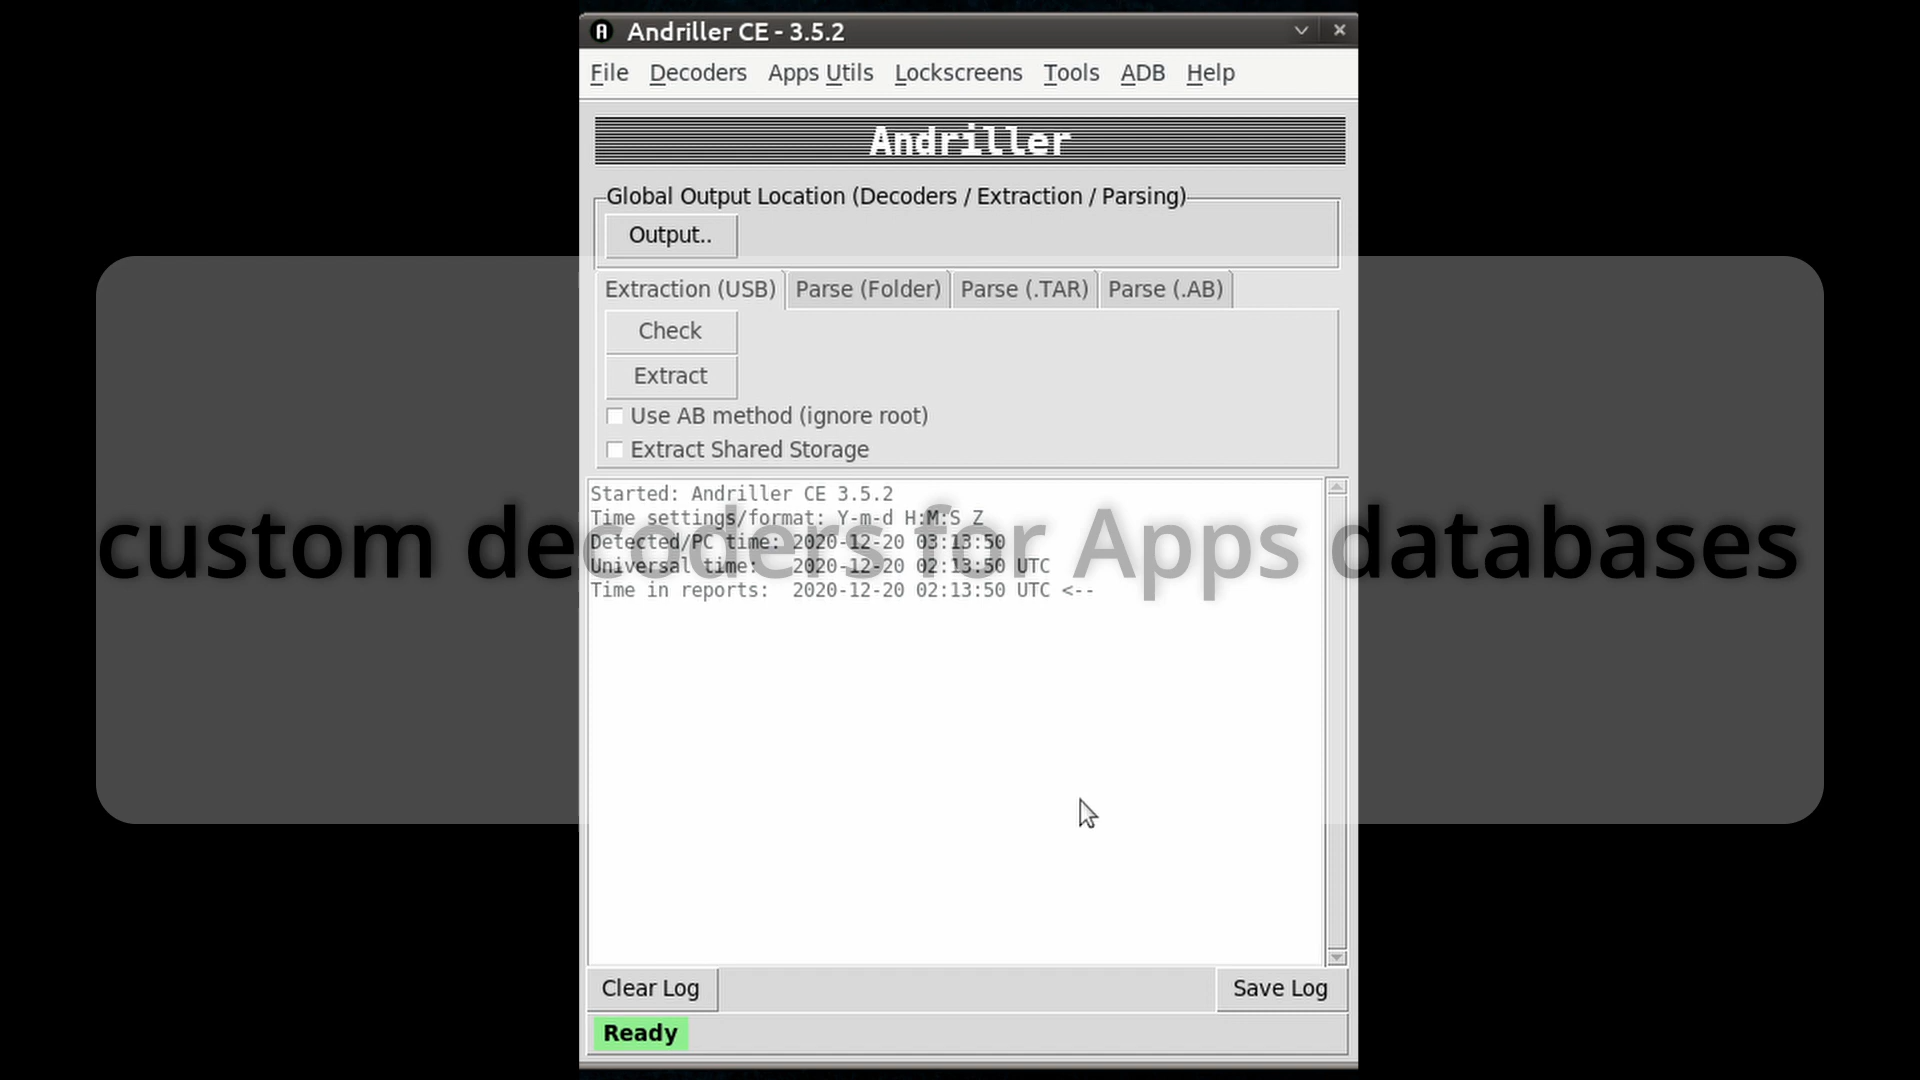 Andriller CE - 3.5.2
File Decoders Apps Utils Lockscreens Tools ADB Help
Andriller
Global Output Location (Decoders / Extraction / Parsing)
Output..
Extraction (USB) Parse (Folder) Parse (.TAR) Parse (.AB)
Check
Extract
Use AB method (ignore root)
Extract Shared Storage
Started: Andriller CE 3.5.2
Time settings/format: Y-m-d H:M:S Z
Detected/PC time: 2020-12-20 03:13:50
Universal time: 2020-12-20 02:13:50 UTC
Time in reports: 2020-12-20 02:13:50 UTC <--
custom decoders for Apps databases
Clear Log Save Log
Ready